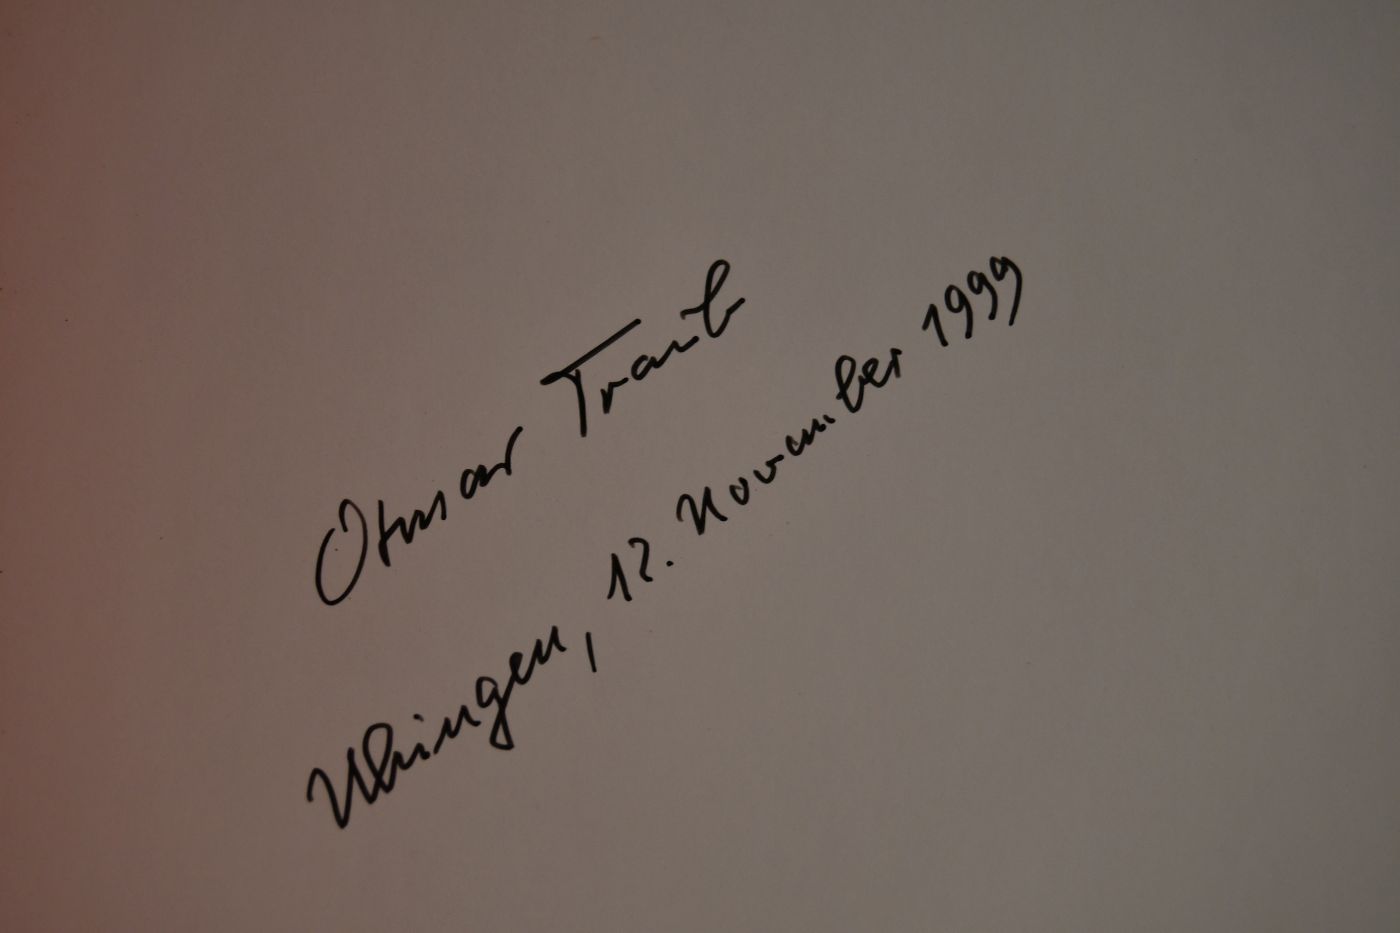 Otmar Traub
Uhingen, 12. November 1999